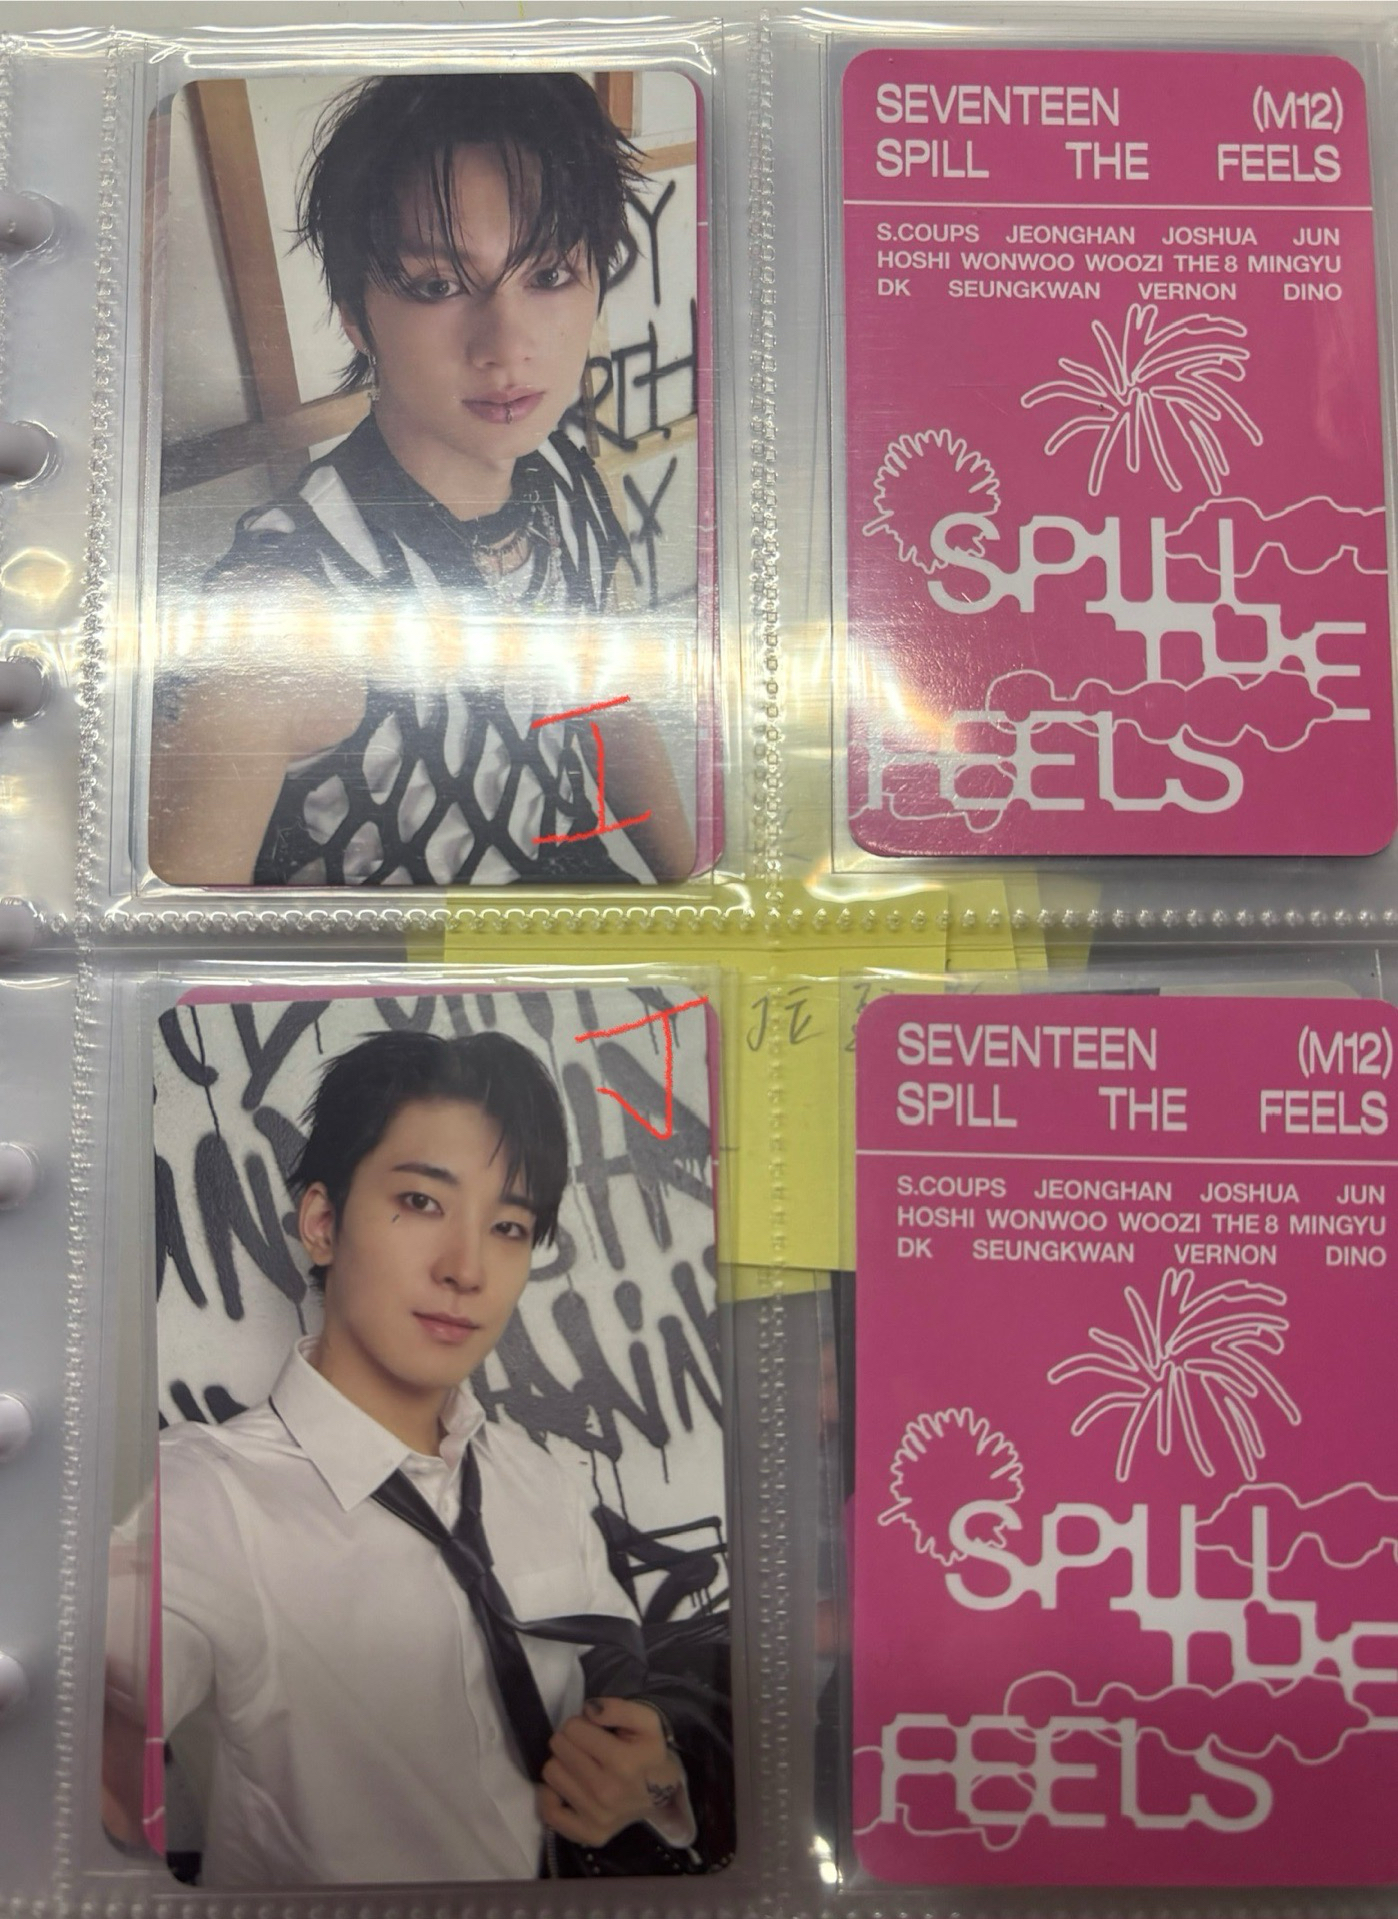 SEVENTEEN (M12)
SPILL THE FEELS
S.COUPS JEONGHAN JOSHUA JUN
HOSHI WONWOO WOOZI THE 8 MINGYU
DK SEUNGKWAN VERNON DINO
SPILL
THE
FEELS
RTH
I
J
SEVENTEEN (M12)
SPILL THE FEELS
S.COUPS JEONGHAN JOSHUA JUN
HOSHI WONWOO WOOZI THE 8 MINGYU
DK SEUNGKWAN VERNON DINO
SPILL
THE
FEELS